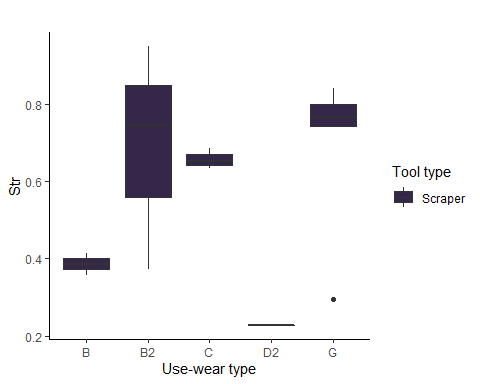 Str
0.8
0.6
0.4
0.2
B B2 C D2 G
Use-wear type
Tool type
Scraper